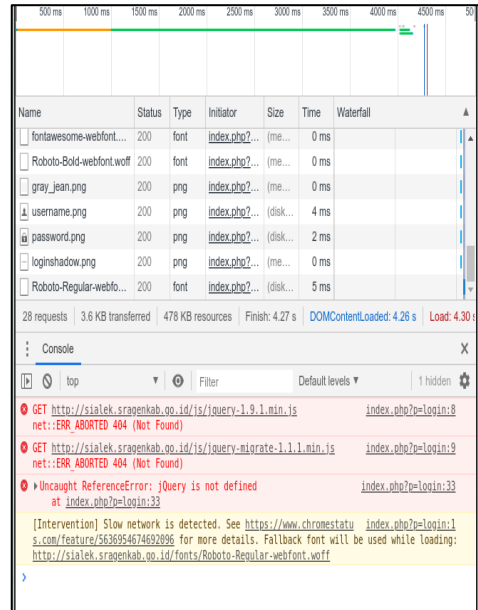 500 ms 1000 ms 1500 ms 2000 ms 2500 ms 3000 ms 3500 ms 4000 ms 4500 ms 50
Name Status Type Initiator Size Time Waterfall
fontawesome-webfont.... 200 font index.php?... (me... 0 ms
Roboto-Bold-webfont.woff 200 font index.php?... (me... 0 ms
gray_jean.png 200 png index.php?... (me... 0 ms
username.png 200 png index.php?... (disk... 4 ms
password.png 200 png index.php?... (disk... 2 ms
loginshadow.png 200 png index.php?... (me... 0 ms
Roboto-Regular-webfo... 200 font index.php?... (disk... 5 ms
28 requests 3.6 KB transferred 478 KB resources Finish: 4.27 s DOMContentLoaded: 4.26 s Load: 4.30 s
Console
top Filter Default levels 1 hidden
GET http://sialek.sragenkab.go.id/js/jquery-1.9.1.min.js index.php?p=login:8
net::ERR_ABORTED 404 (Not Found)
GET http://sialek.sragenkab.go.id/js/jquery-migrate-1.1.1.min.js index.php?p=login:9
net::ERR_ABORTED 404 (Not Found)
Uncaught ReferenceError: jQuery is not defined index.php?p=login:33
at index.php?p=login:33
[Intervention] Slow network is detected. See https://www.chromestatu index.php?p=login:1
s.com/feature/5636954674692096 for more details. Fallback font will be used while loading:
http://sialek.sragenkab.go.id/fonts/Roboto-Regular-webfont.woff